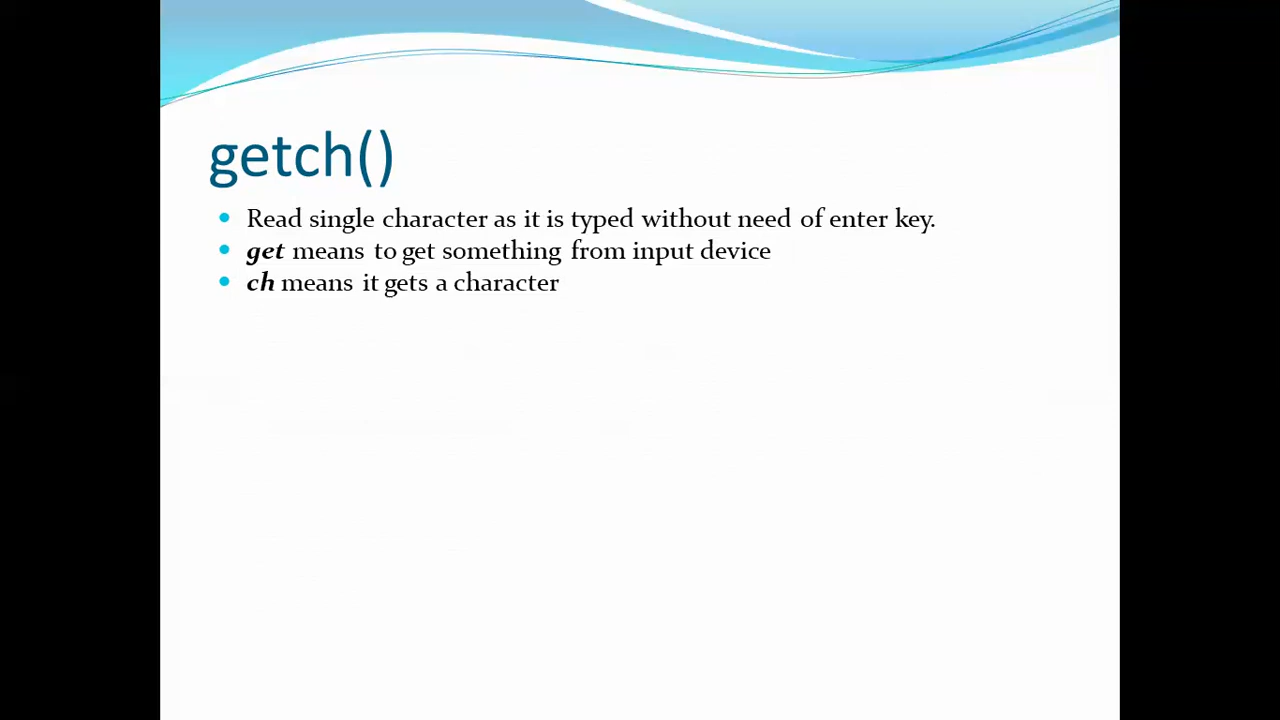 getch()
• Read single character as it is typed without need of enter key.
• get means to get something from input device
• ch means it gets a character